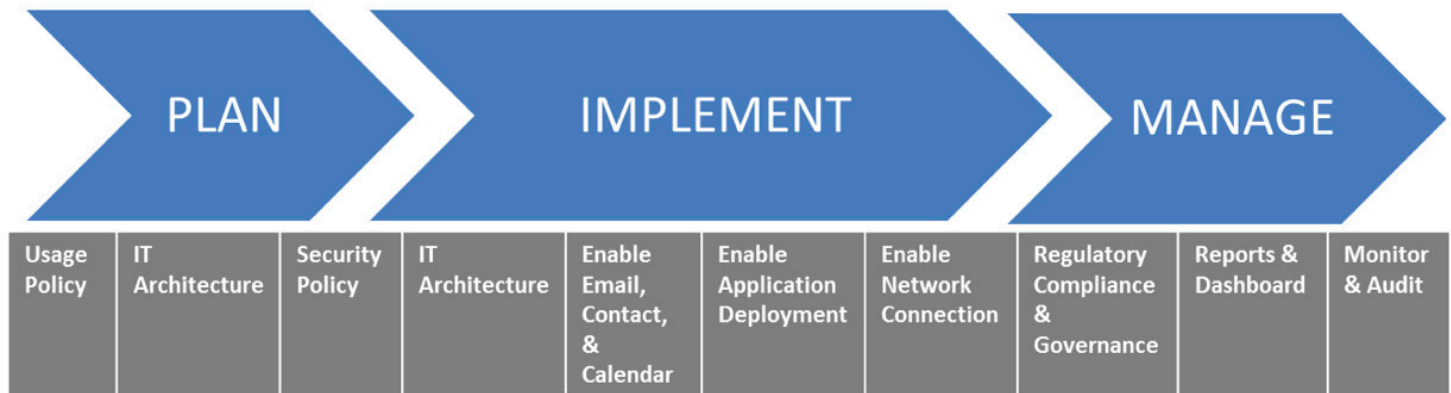 PLAN
IMPLEMENT
MANAGE
Usage
Policy
IT
Architecture
Security
Policy
IT
Architecture
Enable
Email,
Contact,
&
Calendar
Enable
Application
Deployment
Enable
Network
Connection
Regulatory
Compliance
&
Governance
Reports &
Dashboard
Monitor
& Audit